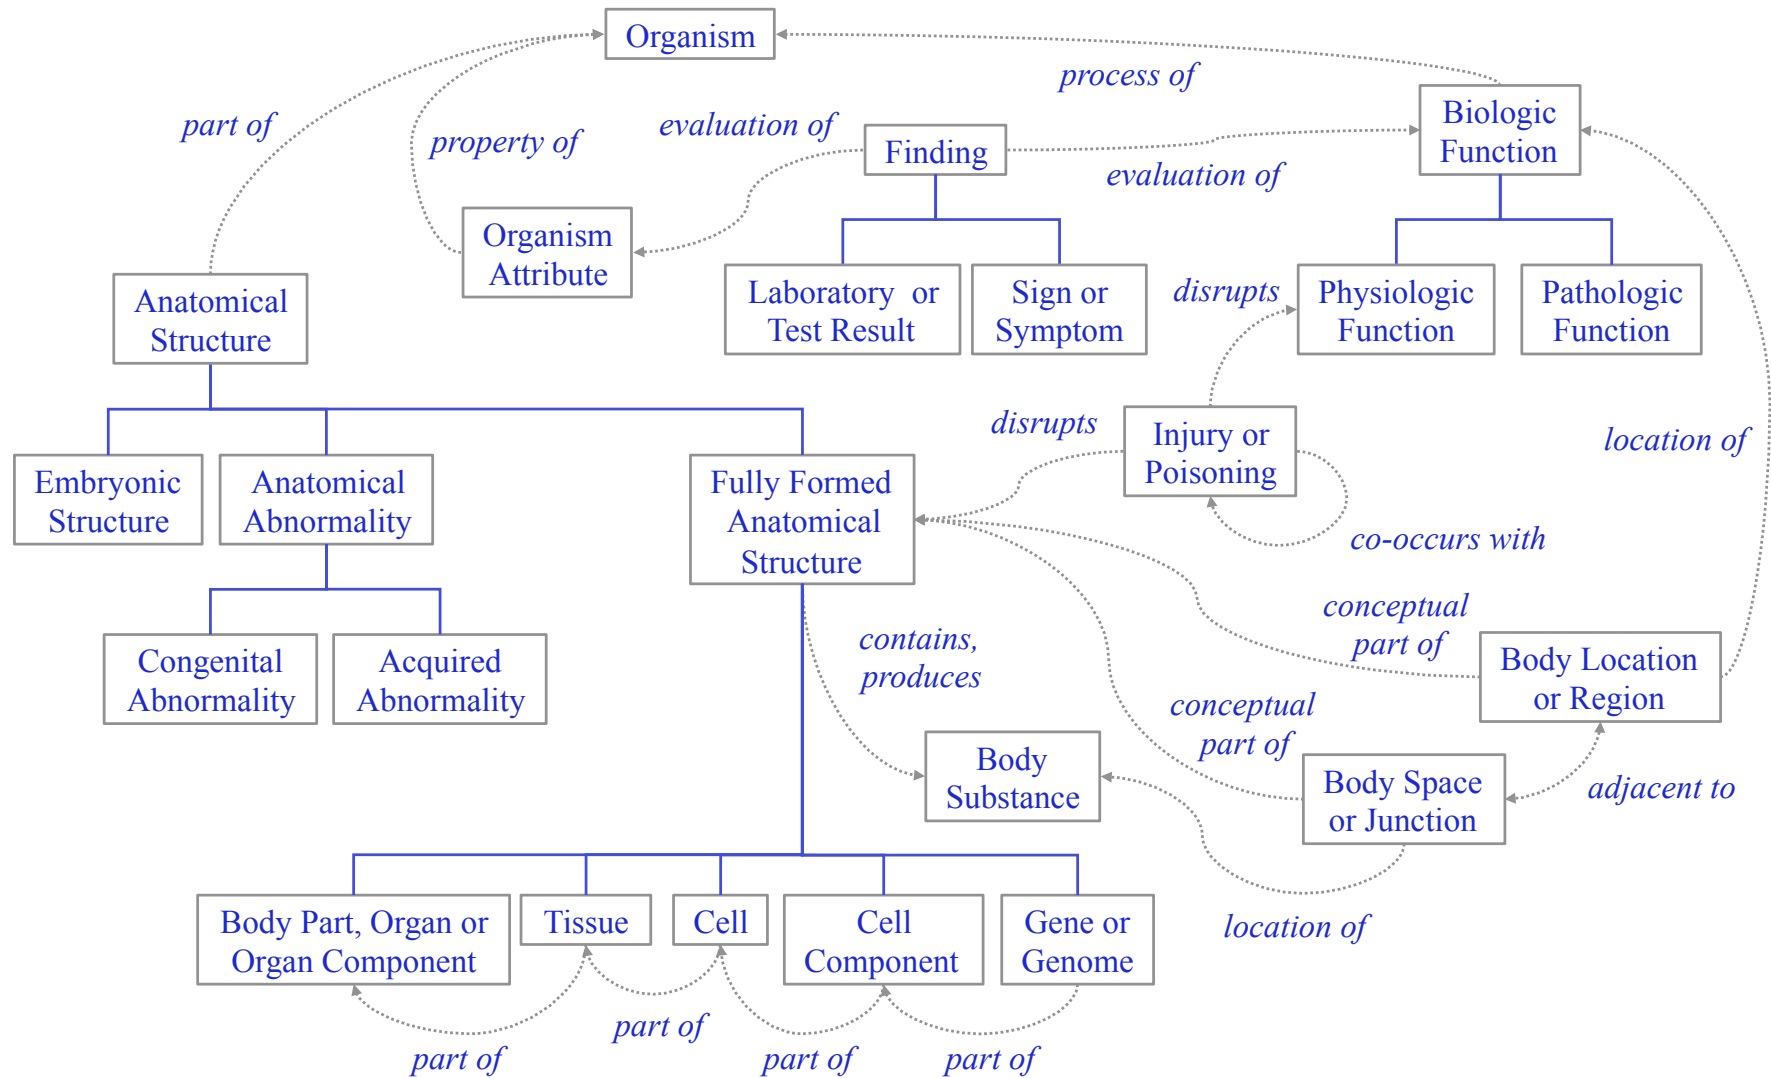 Organism
process of
Biologic
Function
part of
property of
evaluation of
Finding
evaluation of
Organism
Attribute
Laboratory or
Test Result
Sign or
Symptom
disrupts
Physiologic
Function
Pathologic
Function
Anatomical
Structure
disrupts
Injury or
Poisoning
location of
Embryonic
Structure
Anatomical
Abnormality
Fully Formed
Anatomical
Structure
co-occurs with
conceptual
part of
Congenital
Abnormality
Acquired
Abnormality
contains,
produces
Body Location
or Region
conceptual
part of
Body
Substance
Body Space
or Junction
adjacent to
Body Part, Organ or
Organ Component
Tissue
Cell
Cell
Component
Gene or
Genome
location of
part of
part of
part of
part of